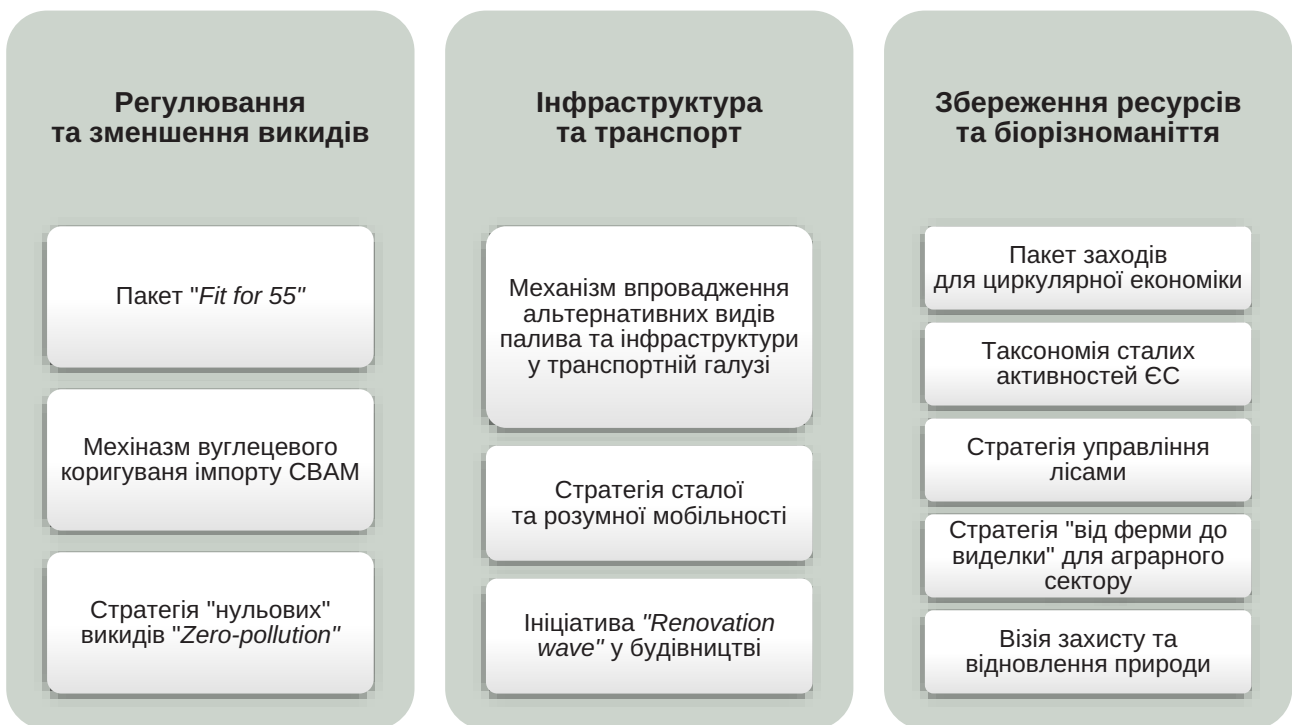 Регулювання
та зменшення викидів
Пакет "Fit for 55"
Мехіназм вуглецевого
коригуваня імпорту СВАМ
Стратегія "нульових"
викидів "Zero-pollution"
Інфраструктура
та транспорт
Механізм впровадження
альтернативних видів
палива та інфраструктури
у транспортній галузі
Стратегія сталої
та розумної мобільності
Ініціатива "Renovation
wave" у будівництві
Збереження ресурсів
та біорізноманіття
Пакет заходів
для циркулярної економіки
Таксономія сталих
активностей ЄС
Стратегія управління
лісами
Стратегія "від ферми до
виделки" для аграрного
сектору
Візія захисту та
відновлення природи